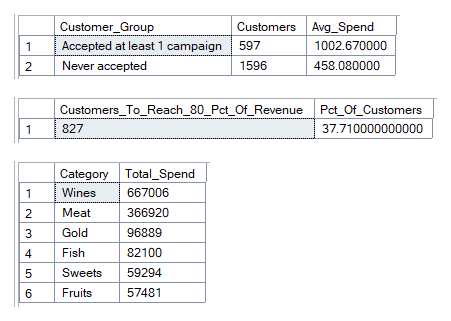 Customer_Group Customers Avg_Spend
1 Accepted at least 1 campaign 597 1002.670000
2 Never accepted 1596 458.080000
Customers_To_Reach_80_Pct_Of_Revenue Pct_Of_Customers
1 827 37.710000000000
Category Total_Spend
1 Wines 667006
2 Meat 366920
3 Gold 96889
4 Fish 82100
5 Sweets 59294
6 Fruits 57481